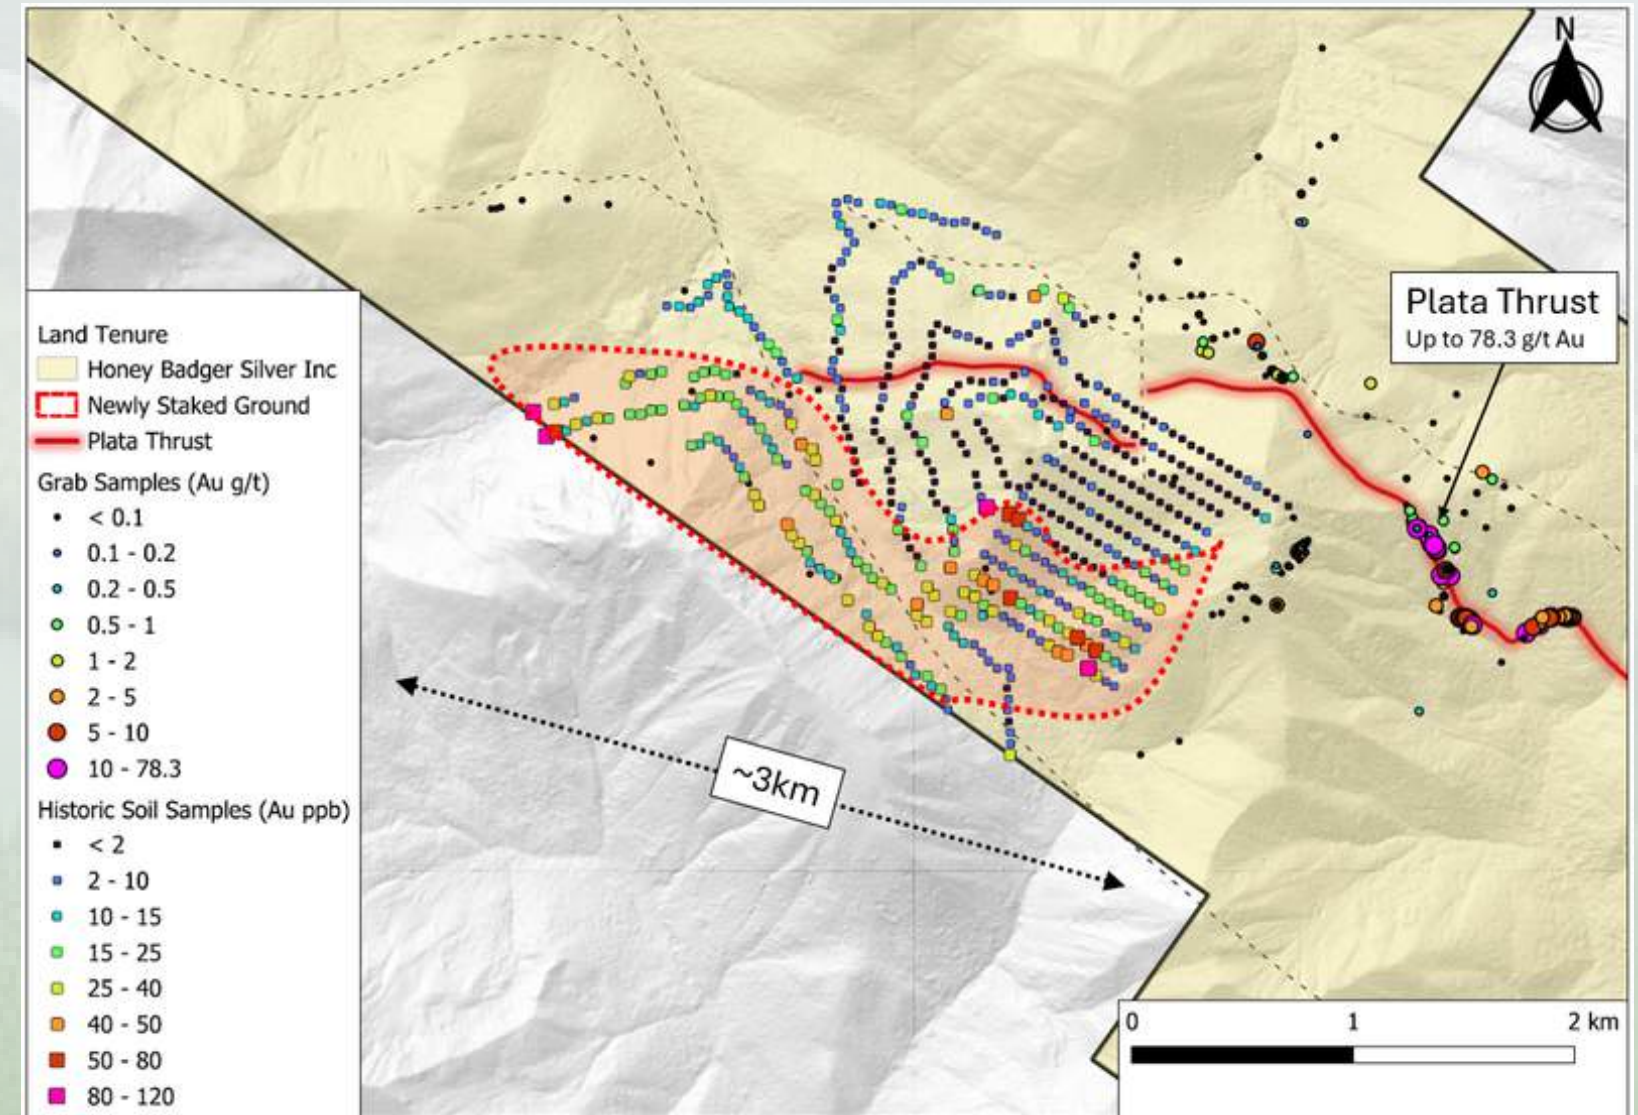 N
Plata Thrust
Up to 78.3 g/t Au
Land Tenure
Honey Badger Silver Inc
Newly Staked Ground
Plata Thrust
Grab Samples (Au g/t)
< 0.1
0.1 - 0.2
0.2 - 0.5
0.5 - 1
1 - 2
2 - 5
5 - 10
10 - 78.3
Historic Soil Samples (Au ppb)
< 2
2 - 10
10 - 15
15 - 25
25 - 40
40 - 50
50 - 80
80 - 120
~3km
0 1 2 km